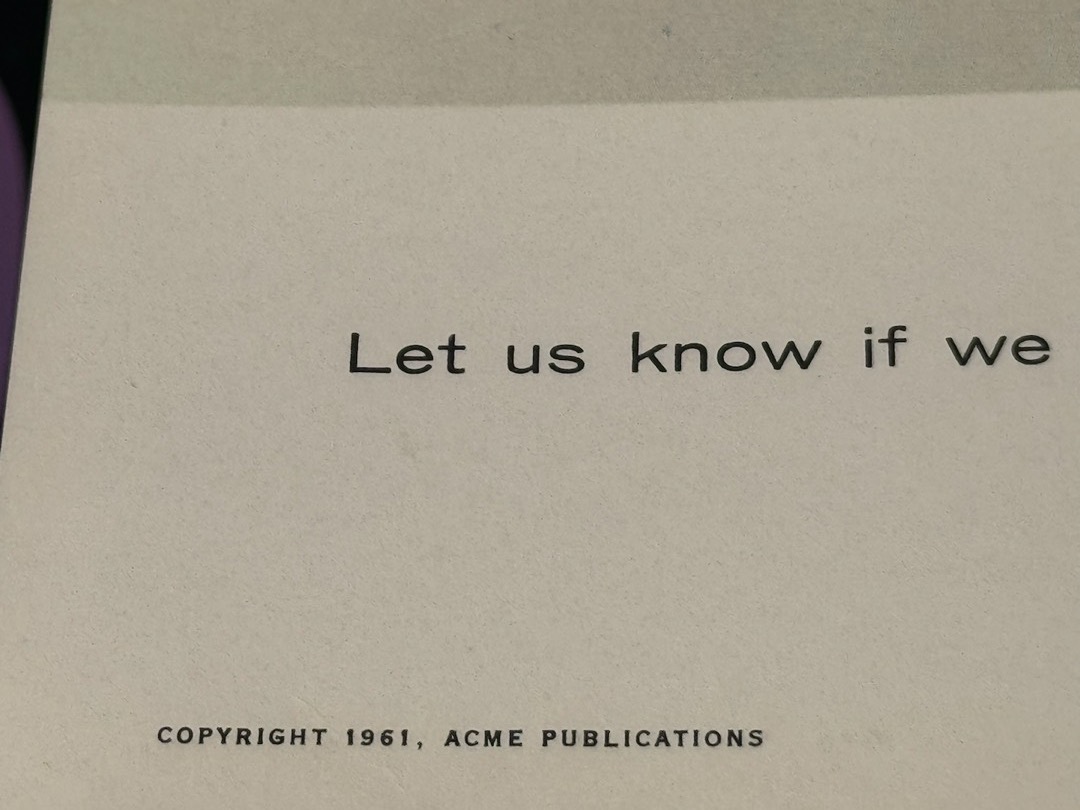 Let us know if we
COPYRIGHT 1961, ACME PUBLICATIONS